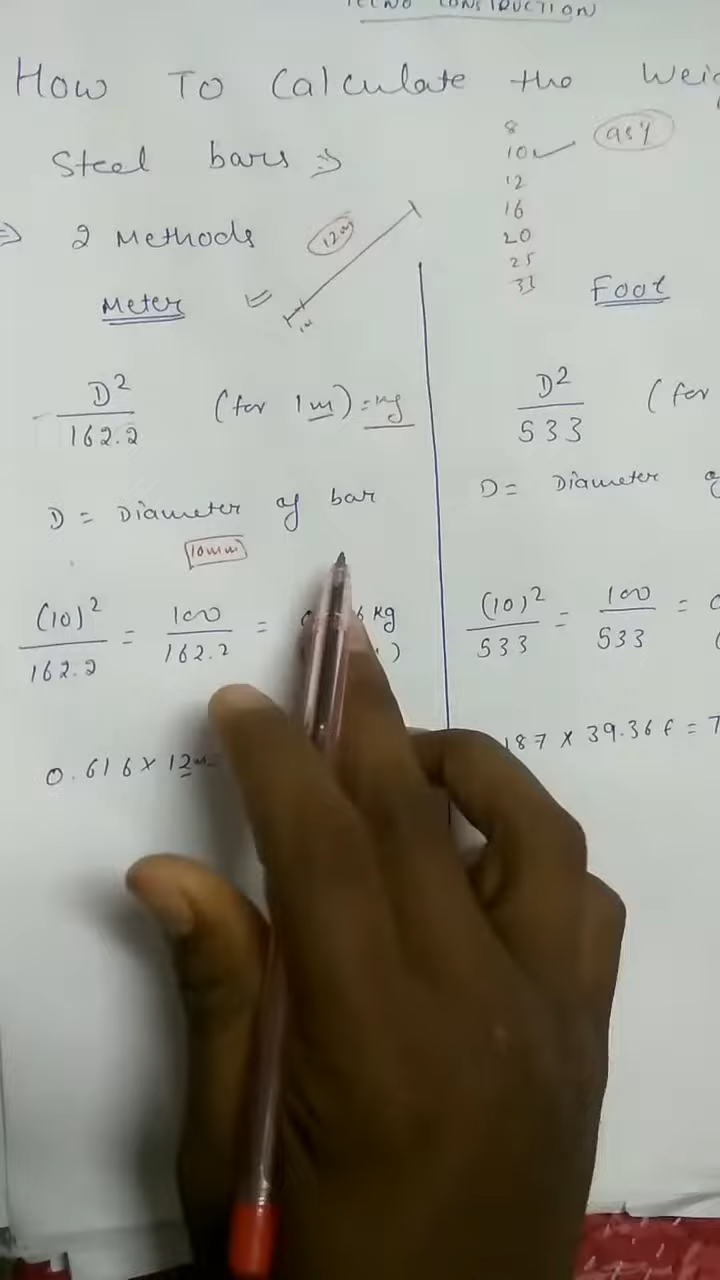 CONSTRUCTION
How To Calculate the
Steel bars ⇒
⇒ 2 Methods
12m
8
10 ✓
12
16
20
25
33
Meter
D²/162.2 (for 1m) = kg
D = Diameter of bar
10mm
(10)²/162.2 = 100/162.2 = kg
0.616 × 12m
Foot
D²/533 (for
D = Diameter
(10)²/533 = 100/533 =
187 × 39.36 f =